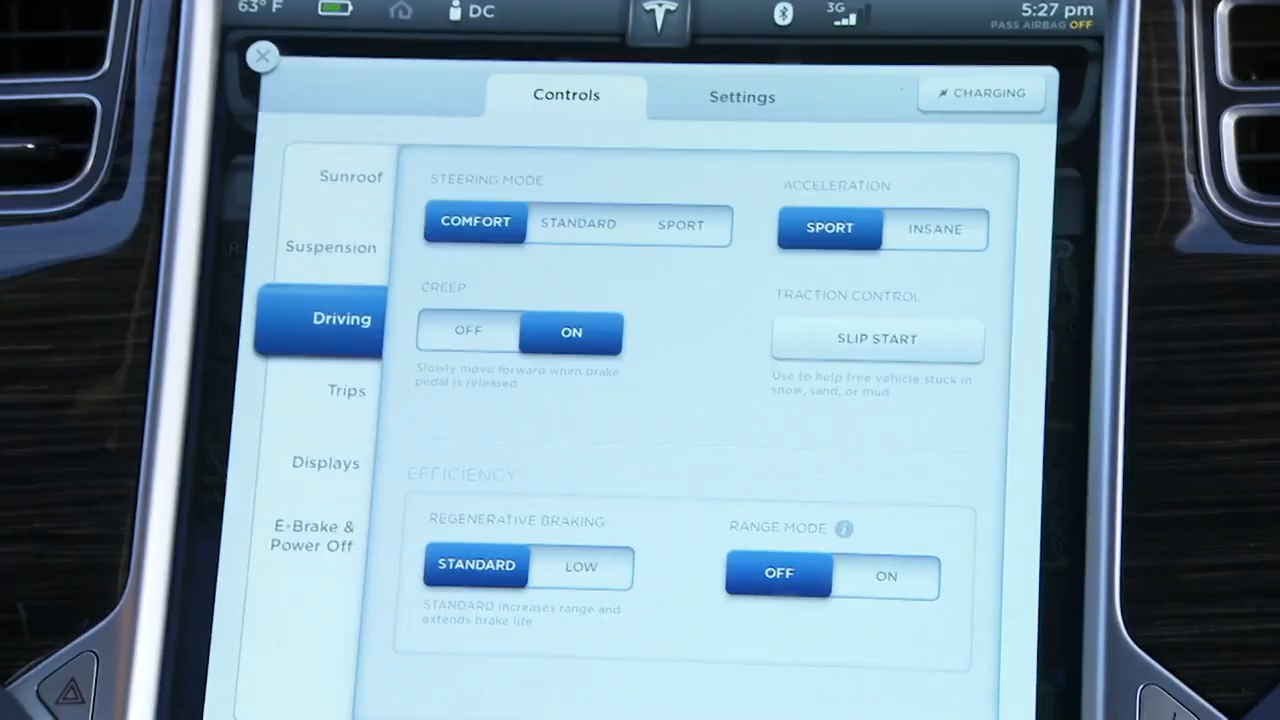 63° F
DC
3G
5:27 pm
PASS AIRBAG OFF
Controls
Settings
CHARGING
Sunroof
Suspension
Driving
Trips
Displays
E-Brake &
Power Off
STEERING MODE
COMFORT STANDARD SPORT
ACCELERATION
SPORT INSANE
CREEP
OFF ON
Slowly move forward when brake
pedal is released
TRACTION CONTROL
SLIP START
Use to help free vehicle stuck in
snow, sand, or mud
EFFICIENCY
REGENERATIVE BRAKING
STANDARD LOW
STANDARD increases range and
extends brake life
RANGE MODE i
OFF ON